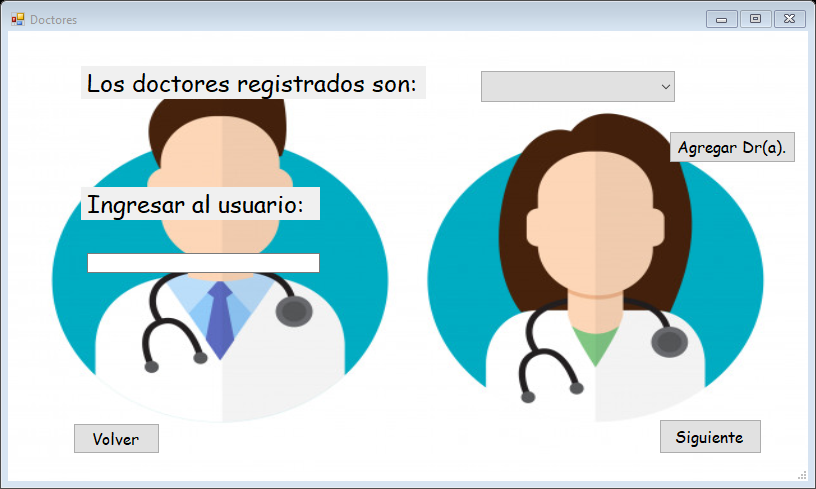 Doctores
Los doctores registrados son:
Agregar Dr(a).
Ingresar al usuario:
Volver
Siguiente